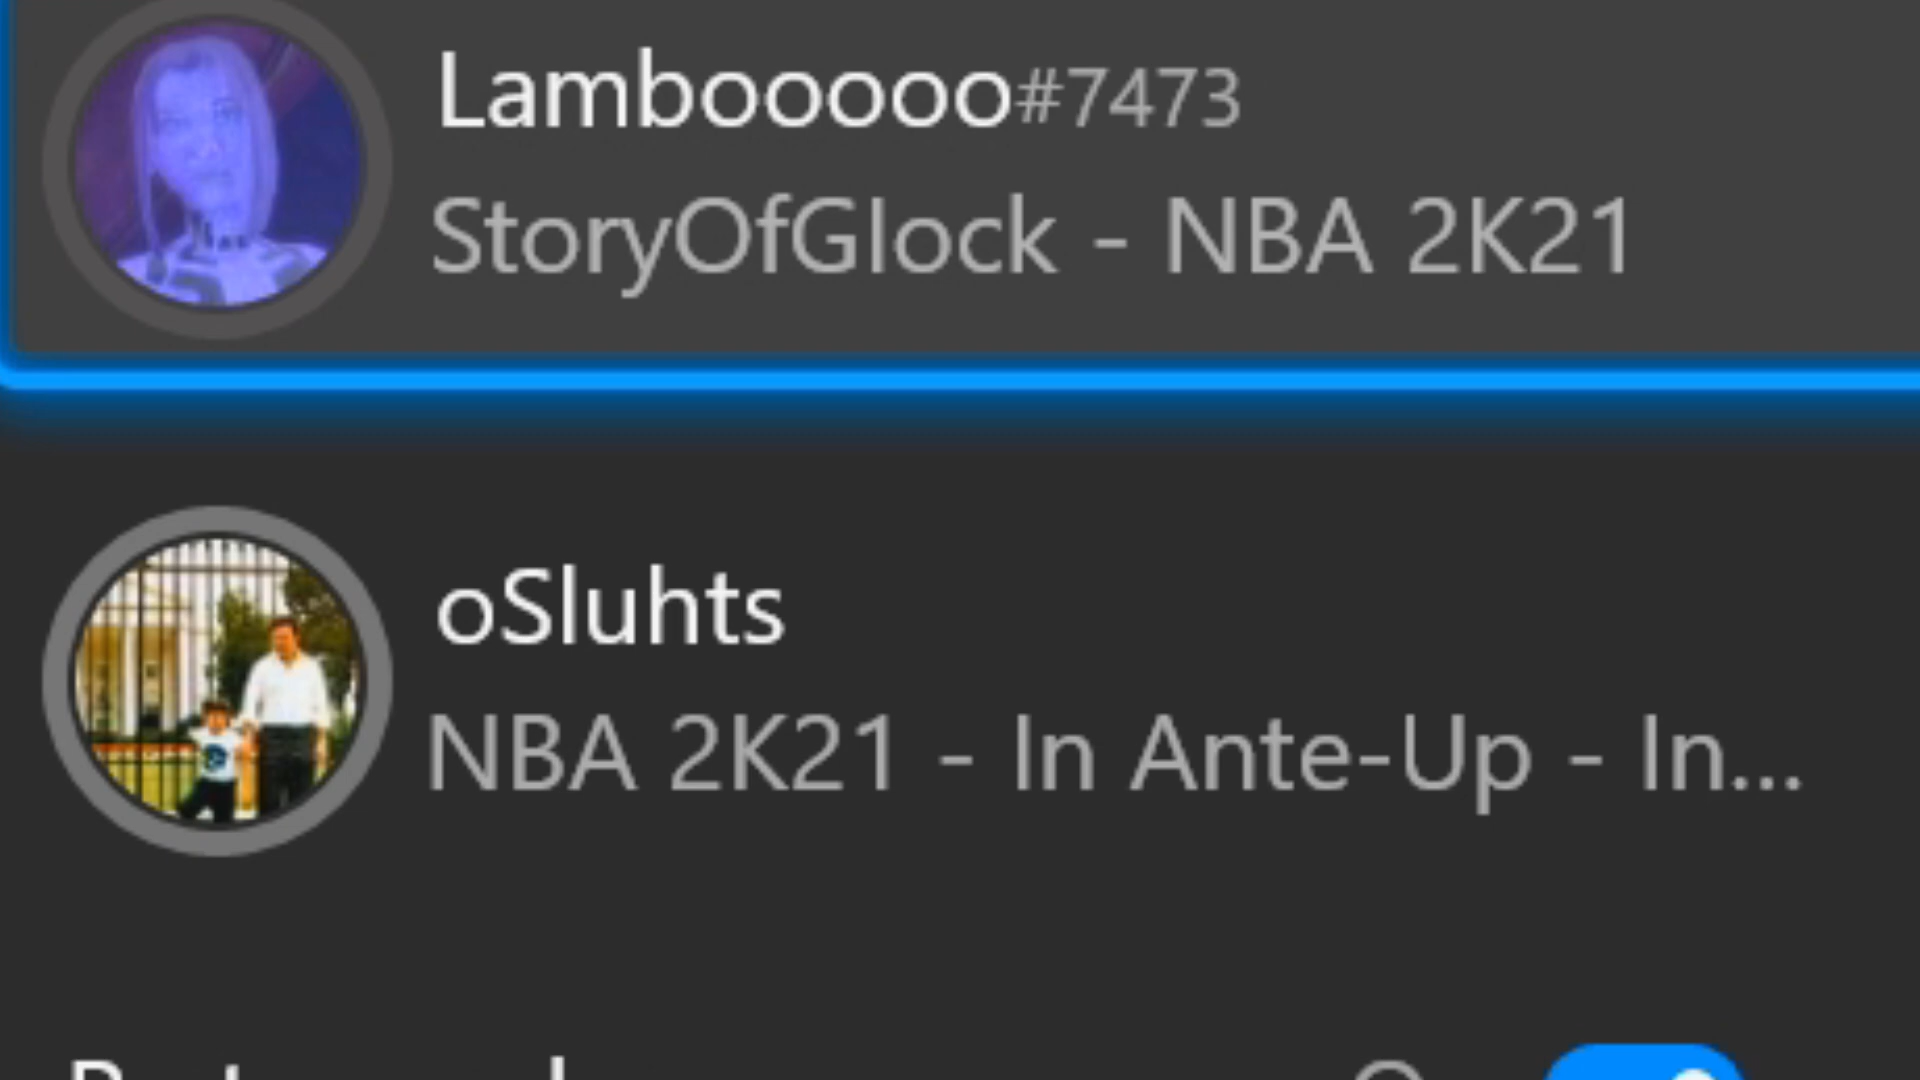 Lambooooo#7473
StoryOfGlock - NBA 2K21
oSluhts
NBA 2K21 - In Ante-Up - In...